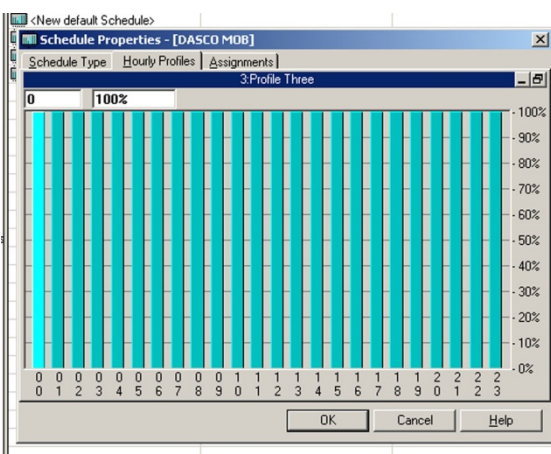 <New default Schedule>
Schedule Properties - [DASCO MOB]
Schedule Type Hourly Profiles Assignments
3:Profile Three
0 100%
100%
90%
80%
70%
60%
50%
40%
30%
20%
10%
0%
00 01 02 03 04 05 06 07 08 09 10 11 12 13 14 15 16 17 18 19 20 21 22 23
OK Cancel Help